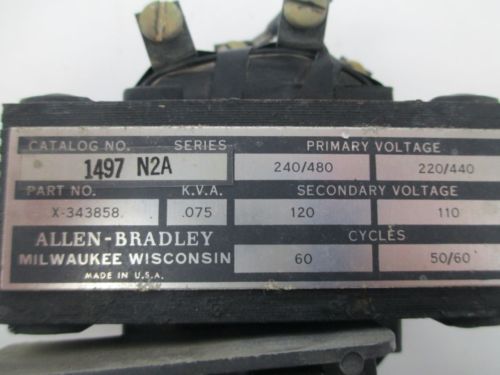 CATALOG NO. SERIES PRIMARY VOLTAGE
1497 N2A 240/480 220/440
PART NO. K.V.A. SECONDARY VOLTAGE
X-343858 .075 120 110
ALLEN-BRADLEY CYCLES
MILWAUKEE WISCONSIN 60 50/60
MADE IN U.S.A.